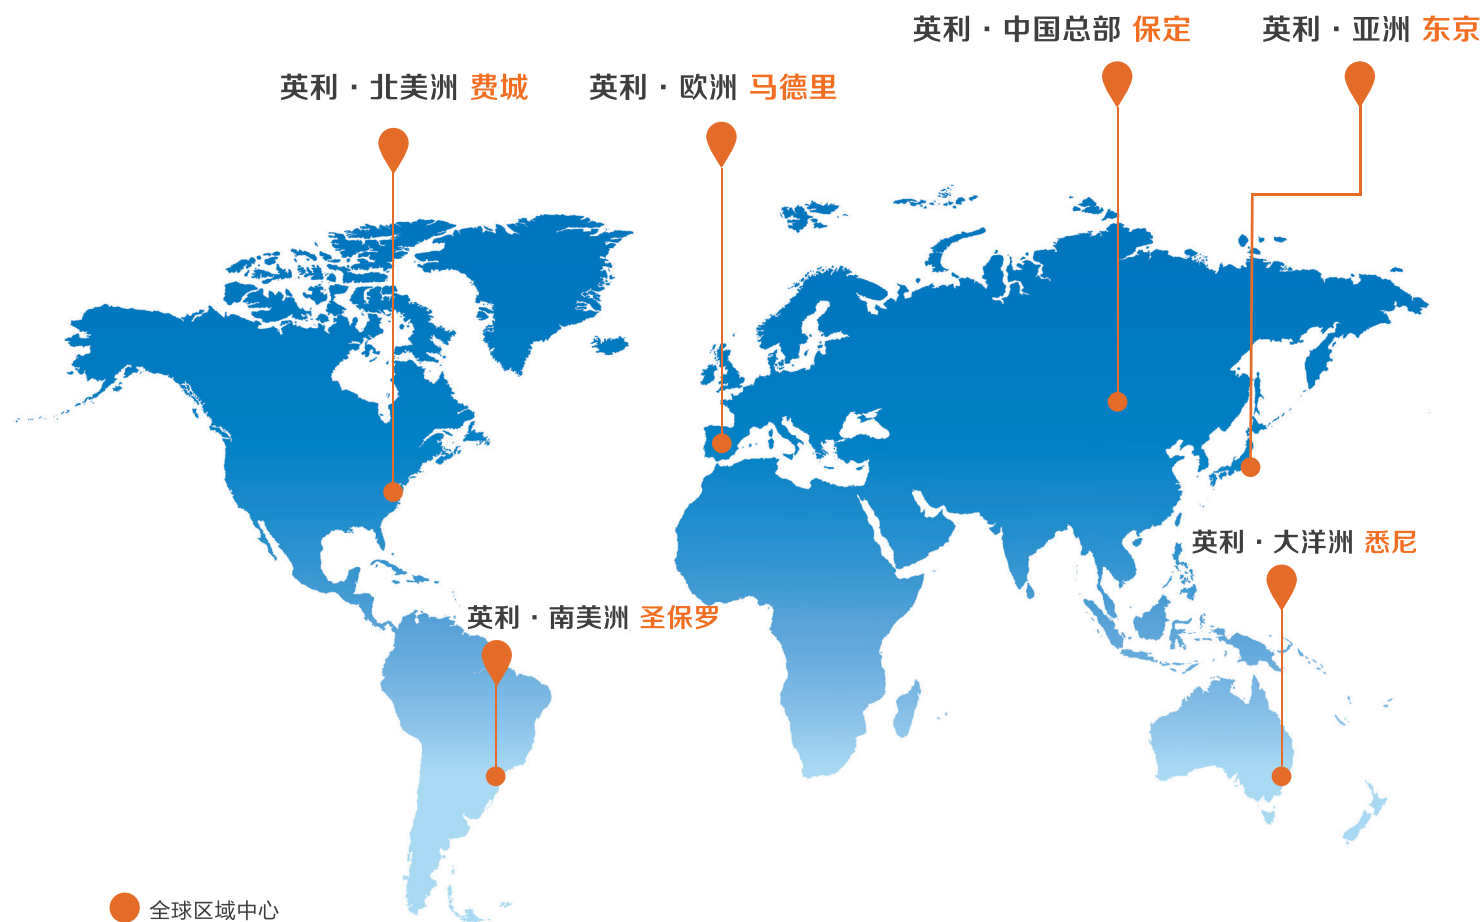 英利 · 中国总部 保定
英利 · 亚洲 东京
英利 · 北美洲 费城
英利 · 欧洲 马德里
英利 · 大洋洲 悉尼
英利 · 南美洲 圣保罗
全球区域中心